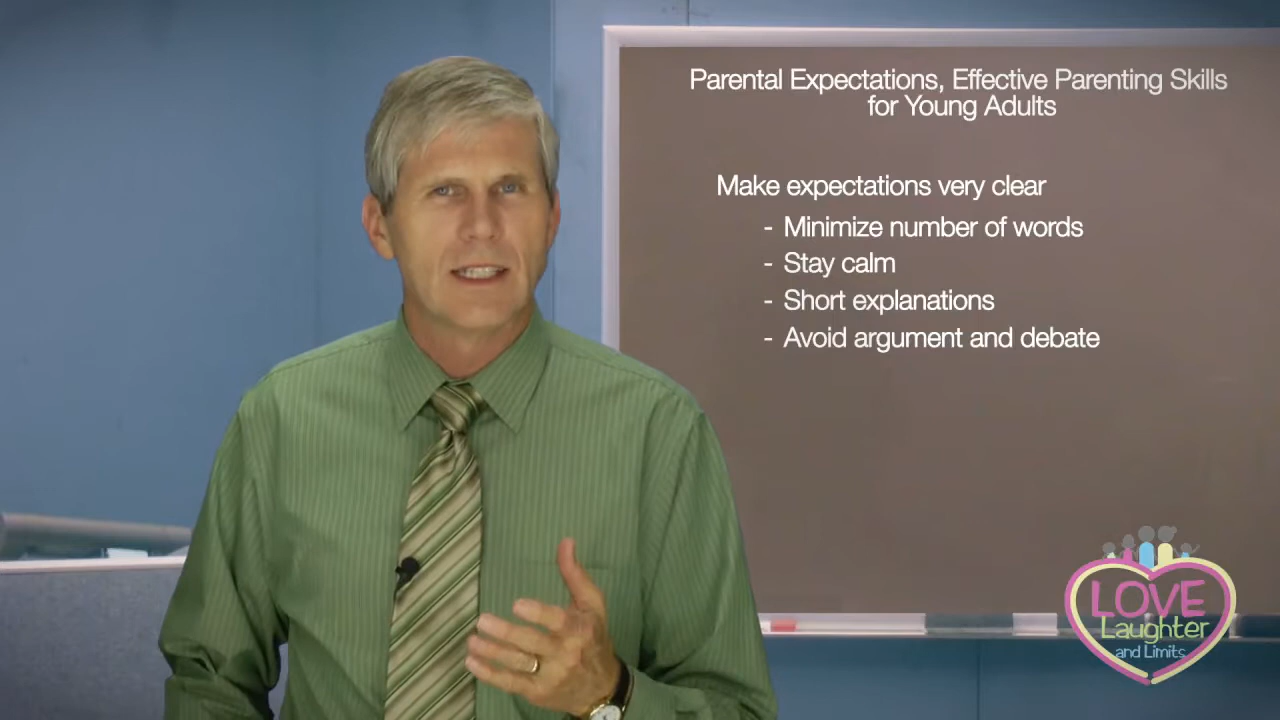 Parental Expectations, Effective Parenting Skills
for Young Adults
Make expectations very clear
- Minimize number of words
- Stay calm
- Short explanations
- Avoid argument and debate
LOVE
Laughter
and Limits